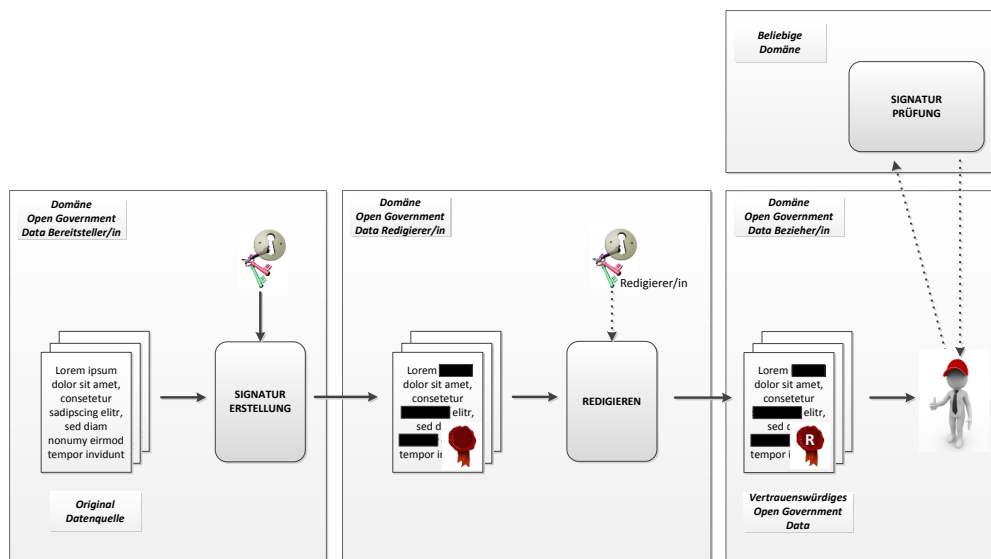 Beliebige
Domäne
SIGNATUR
PRÜFUNG
Domäne
Open Government
Data Bereitsteller/in
Lorem ipsum
dolor sit amet,
consetetur
sadipscing elitr,
sed diam
nonumy eirmod
tempor invidunt
SIGNATUR
ERSTELLUNG
Original
Datenquelle
Domäne
Open Government
Data Redigierer/in
Redigierer/in
Lorem
dolor sit amet,
consetetur
elitr,
sed d
tempor in
REDIGIEREN
Domäne
Open Government
Data Bezieher/in
Lorem
dolor sit amet,
consetetur
elitr,
sed d
tempor i
R
Vertrauenswürdiges
Open Government
Data